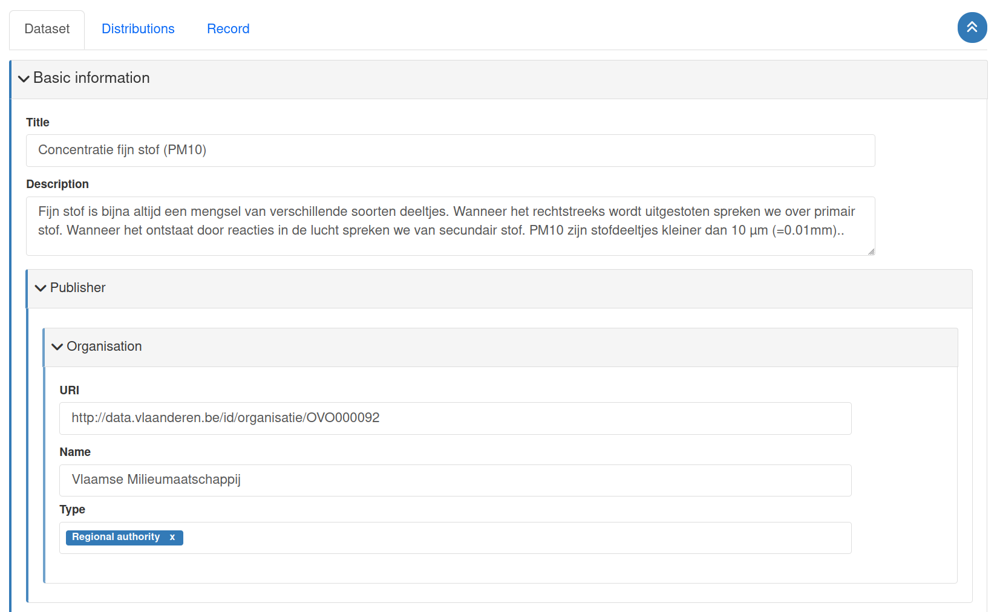 Dataset Distributions Record
Basic information
Title
Concentratie fijn stof (PM10)
Description
Fijn stof is bijna altijd een mengsel van verschillende soorten deeltjes. Wanneer het rechtstreeks wordt uitgestoten spreken we over primair
stof. Wanneer het ontstaat door reacties in de lucht spreken we van secundair stof. PM10 zijn stofdeeltjes kleiner dan 10 µm (=0.01mm)..
Publisher
Organisation
URI
http://data.vlaanderen.be/id/organisatie/OVO000092
Name
Vlaamse Milieumaatschappij
Type
Regional authority x